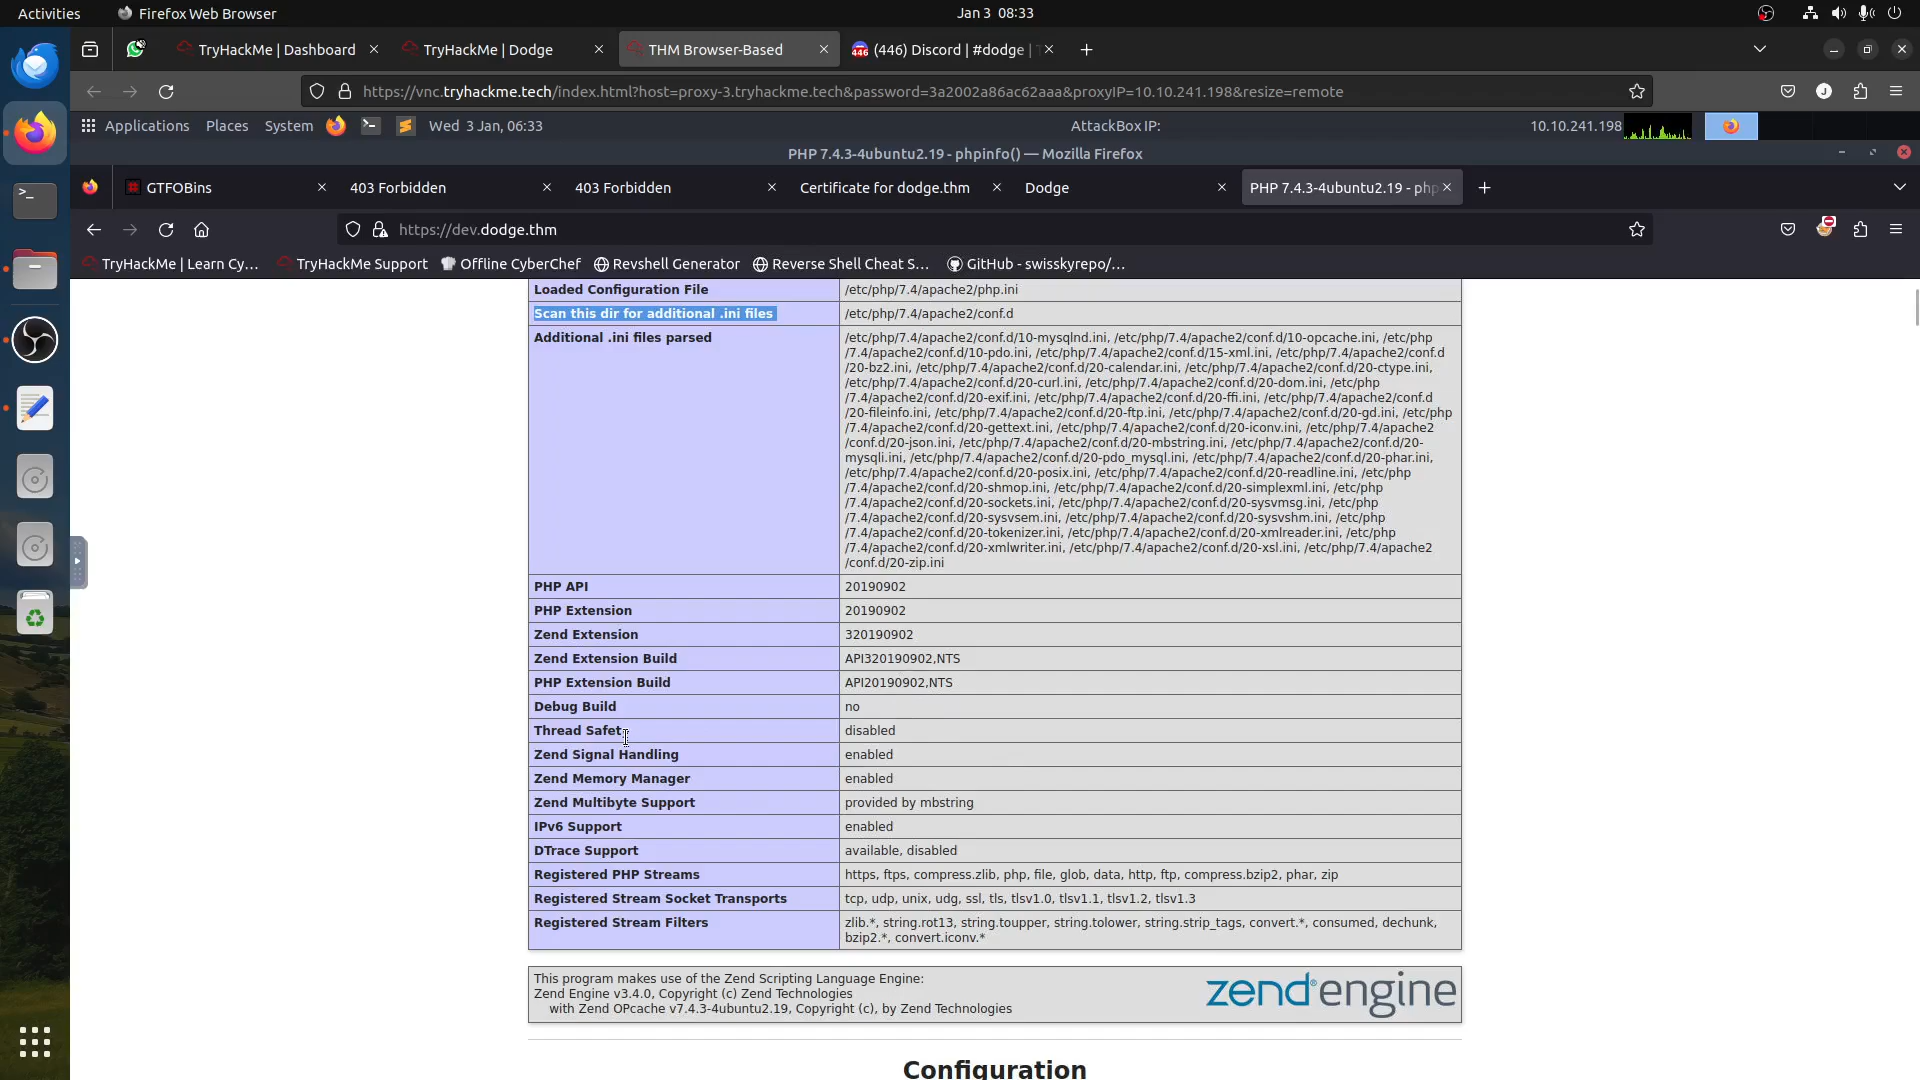 Activities
Firefox Web Browser
Jan 3 08:33
TryHackMe | Dashboard
TryHackMe | Dodge
THM Browser-Based
446
(446) Discord | #dodge |
https://vnc.tryhackme.tech/index.html?host=proxy-3.tryhackme.tech&password=3a2002a86ac62aaa&proxyIP=10.10.241.198&resize=remote
J
Applications
Places
System
Wed 3 Jan, 06:33
AttackBox IP:
10.10.241.198
PHP 7.4.3-4ubuntu2.19 - phpinfo() — Mozilla Firefox
GTFOBins
403 Forbidden
403 Forbidden
Certificate for dodge.thm
Dodge
PHP 7.4.3-4ubuntu2.19 - php
https://dev.dodge.thm
TryHackMe | Learn Cy...
TryHackMe Support
Offline CyberChef
Revshell Generator
Reverse Shell Cheat S...
GitHub - swisskyrepo/...
Loaded Configuration File
/etc/php/7.4/apache2/php.ini
Scan this dir for additional .ini files
/etc/php/7.4/apache2/conf.d
Additional .ini files parsed
/etc/php/7.4/apache2/conf.d/10-mysqlnd.ini, /etc/php/7.4/apache2/conf.d/10-opcache.ini, /etc/php
/7.4/apache2/conf.d/10-pdo.ini, /etc/php/7.4/apache2/conf.d/15-xml.ini, /etc/php/7.4/apache2/conf.d
/20-bz2.ini, /etc/php/7.4/apache2/conf.d/20-calendar.ini, /etc/php/7.4/apache2/conf.d/20-ctype.ini,
/etc/php/7.4/apache2/conf.d/20-curl.ini, /etc/php/7.4/apache2/conf.d/20-dom.ini, /etc/php
/7.4/apache2/conf.d/20-exif.ini, /etc/php/7.4/apache2/conf.d/20-ffi.ini, /etc/php/7.4/apache2/conf.d
/20-fileinfo.ini, /etc/php/7.4/apache2/conf.d/20-ftp.ini, /etc/php/7.4/apache2/conf.d/20-gd.ini, /etc/php
/7.4/apache2/conf.d/20-gettext.ini, /etc/php/7.4/apache2/conf.d/20-iconv.ini, /etc/php/7.4/apache2
/conf.d/20-json.ini, /etc/php/7.4/apache2/conf.d/20-mbstring.ini, /etc/php/7.4/apache2/conf.d/20-
mysqli.ini, /etc/php/7.4/apache2/conf.d/20-pdo_mysql.ini, /etc/php/7.4/apache2/conf.d/20-phar.ini,
/etc/php/7.4/apache2/conf.d/20-posix.ini, /etc/php/7.4/apache2/conf.d/20-readline.ini, /etc/php
/7.4/apache2/conf.d/20-shmop.ini, /etc/php/7.4/apache2/conf.d/20-simplexml.ini, /etc/php
/7.4/apache2/conf.d/20-sockets.ini, /etc/php/7.4/apache2/conf.d/20-sysvmsg.ini, /etc/php
/7.4/apache2/conf.d/20-sysvsem.ini, /etc/php/7.4/apache2/conf.d/20-sysvshm.ini, /etc/php
/7.4/apache2/conf.d/20-tokenizer.ini, /etc/php/7.4/apache2/conf.d/20-xmlreader.ini, /etc/php
/7.4/apache2/conf.d/20-xmlwriter.ini, /etc/php/7.4/apache2/conf.d/20-xsl.ini, /etc/php/7.4/apache2
/conf.d/20-zip.ini
PHP API
20190902
PHP Extension
20190902
Zend Extension
320190902
Zend Extension Build
API320190902,NTS
PHP Extension Build
API20190902,NTS
Debug Build
no
Thread Safet
disabled
Zend Signal Handling
enabled
Zend Memory Manager
enabled
Zend Multibyte Support
provided by mbstring
IPv6 Support
enabled
DTrace Support
available, disabled
Registered PHP Streams
https, ftps, compress.zlib, php, file, glob, data, http, ftp, compress.bzip2, phar, zip
Registered Stream Socket Transports
tcp, udp, unix, udg, ssl, tls, tlsv1.0, tlsv1.1, tlsv1.2, tlsv1.3
Registered Stream Filters
zlib.*, string.rot13, string.toupper, string.tolower, string.strip_tags, convert.*, consumed, dechunk,
bzip2.*, convert.iconv.*
This program makes use of the Zend Scripting Language Engine:
Zend Engine v3.4.0, Copyright (c) Zend Technologies
with Zend OPcache v7.4.3-4ubuntu2.19, Copyright (c), by Zend Technologies
zend®engine
Configuration